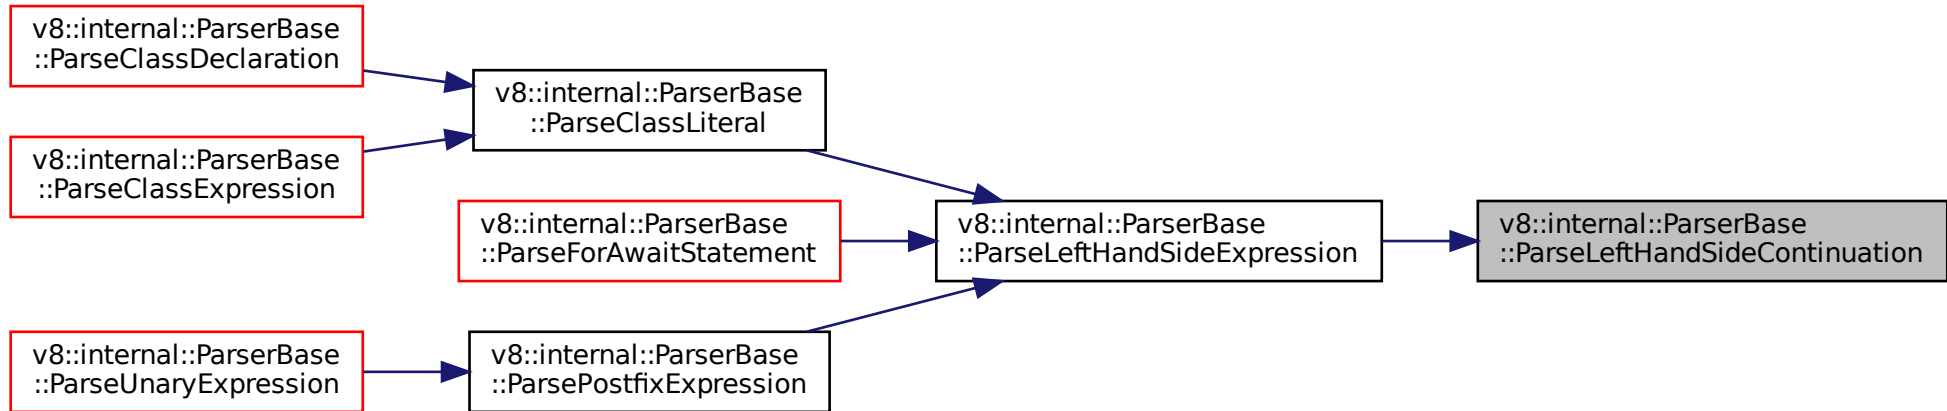 v8::internal::ParserBase
::ParseClassDeclaration
v8::internal::ParserBase
::ParseClassLiteral
v8::internal::ParserBase
::ParseClassExpression
v8::internal::ParserBase
::ParseForAwaitStatement
v8::internal::ParserBase
::ParseLeftHandSideExpression
v8::internal::ParserBase
::ParseLeftHandSideContinuation
v8::internal::ParserBase
::ParseUnaryExpression
v8::internal::ParserBase
::ParsePostfixExpression